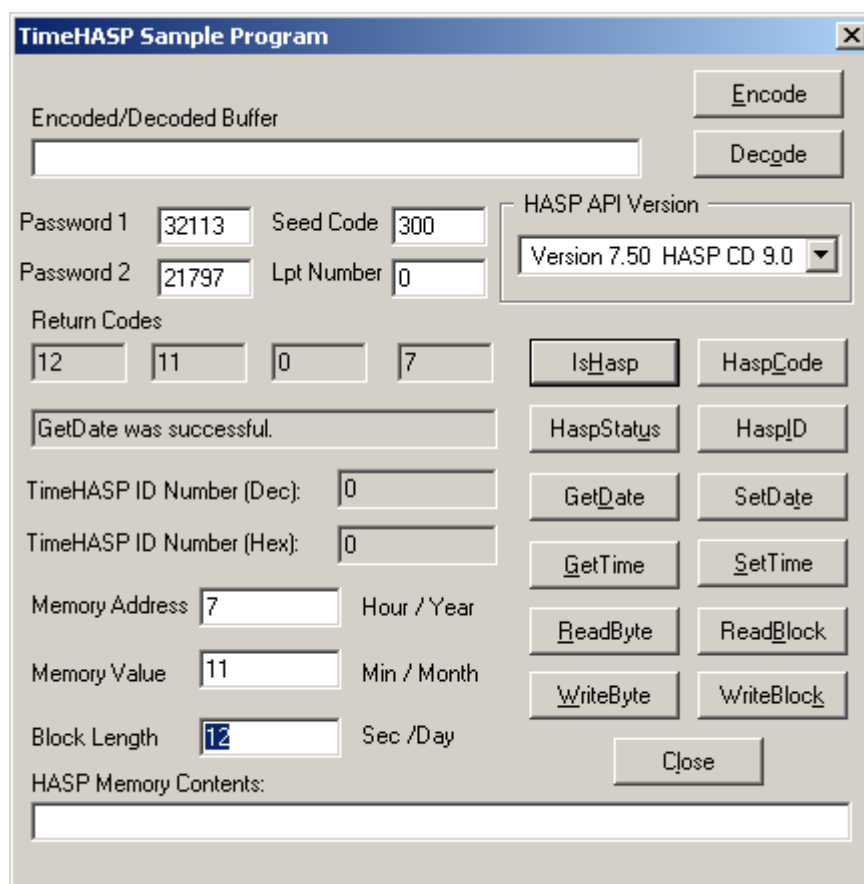 TimeHASP Sample Program
Encode
Encoded/Decoded Buffer
Decode
Password 1 32113 Seed Code 300
HASP API Version
Version 7.50 HASP CD 9.0
Password 2 21797 Lpt Number 0
Return Codes
12 11 0 7
IsHasp HaspCode
GetDate was successful.
HaspStatus HaspID
TimeHASP ID Number (Dec): 0
GetDate SetDate
TimeHASP ID Number (Hex): 0
GetTime SetTime
Memory Address 7 Hour / Year
ReadByte ReadBlock
Memory Value 11 Min / Month
WriteByte WriteBlock
Block Length 12 Sec /Day
Close
HASP Memory Contents: